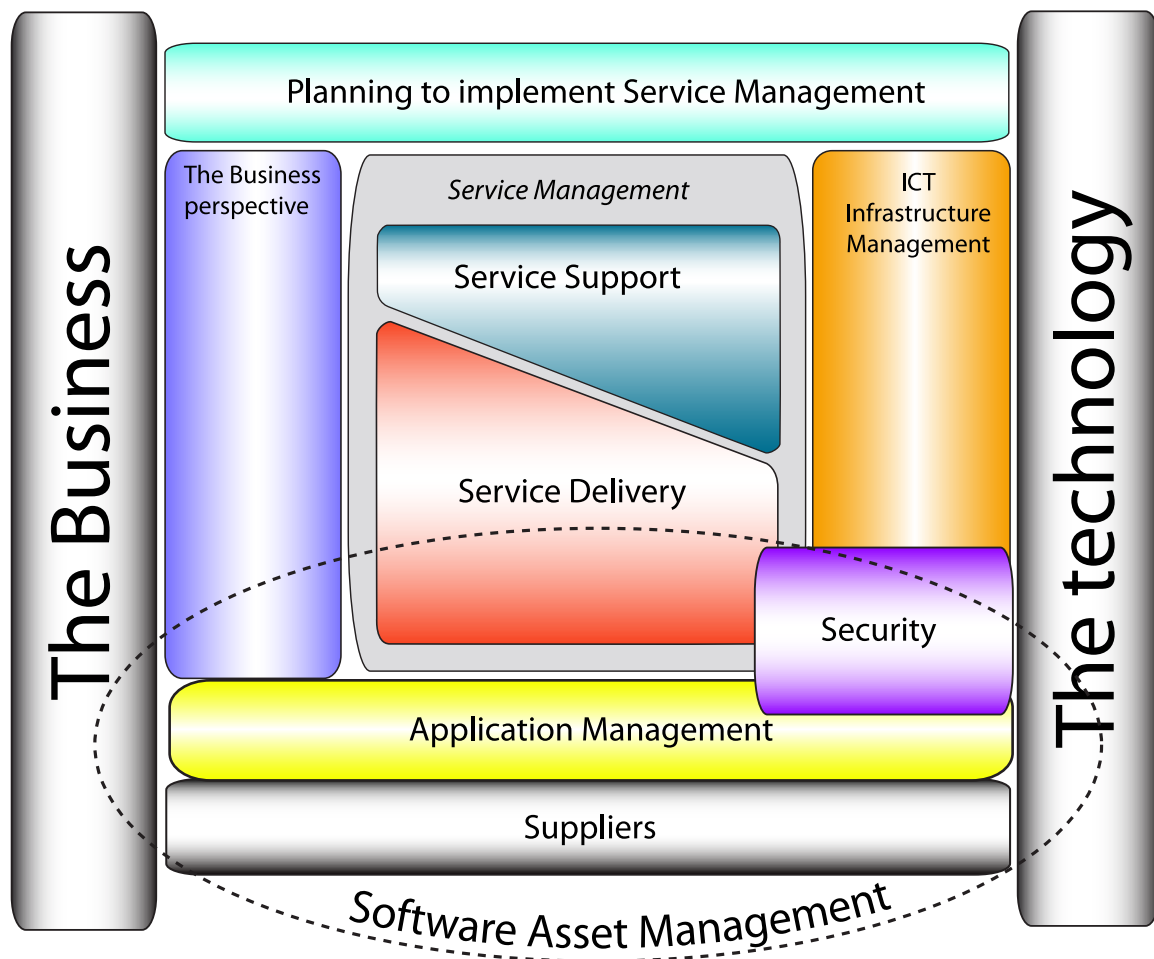 The Business
Planning to implement Service Management
The Business
perspective
Service Management
Service Support
Service Delivery
ICT
Infrastructure
Management
Security
Application Management
Suppliers
Software Asset Management
The technology